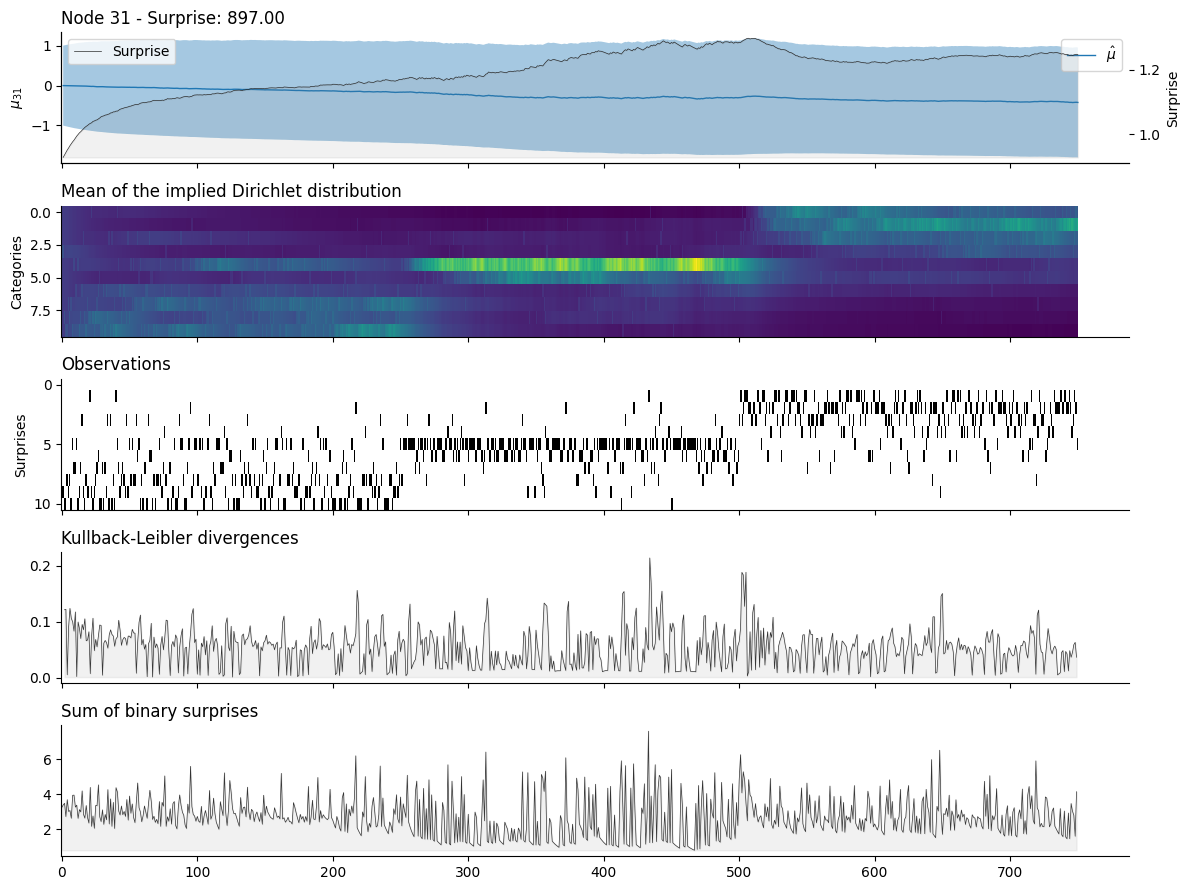 Node 31 - Surprise: 897.00
1
0
−1
μ31
Surprise
μ̂
1.2
1.0
Surprise
Mean of the implied Dirichlet distribution
0.0
2.5
5.0
7.5
Categories
Observations
0
5
10
Surprises
Kullback-Leibler divergences
0.2
0.1
0.0
Sum of binary surprises
6
4
2
0 100 200 300 400 500 600 700